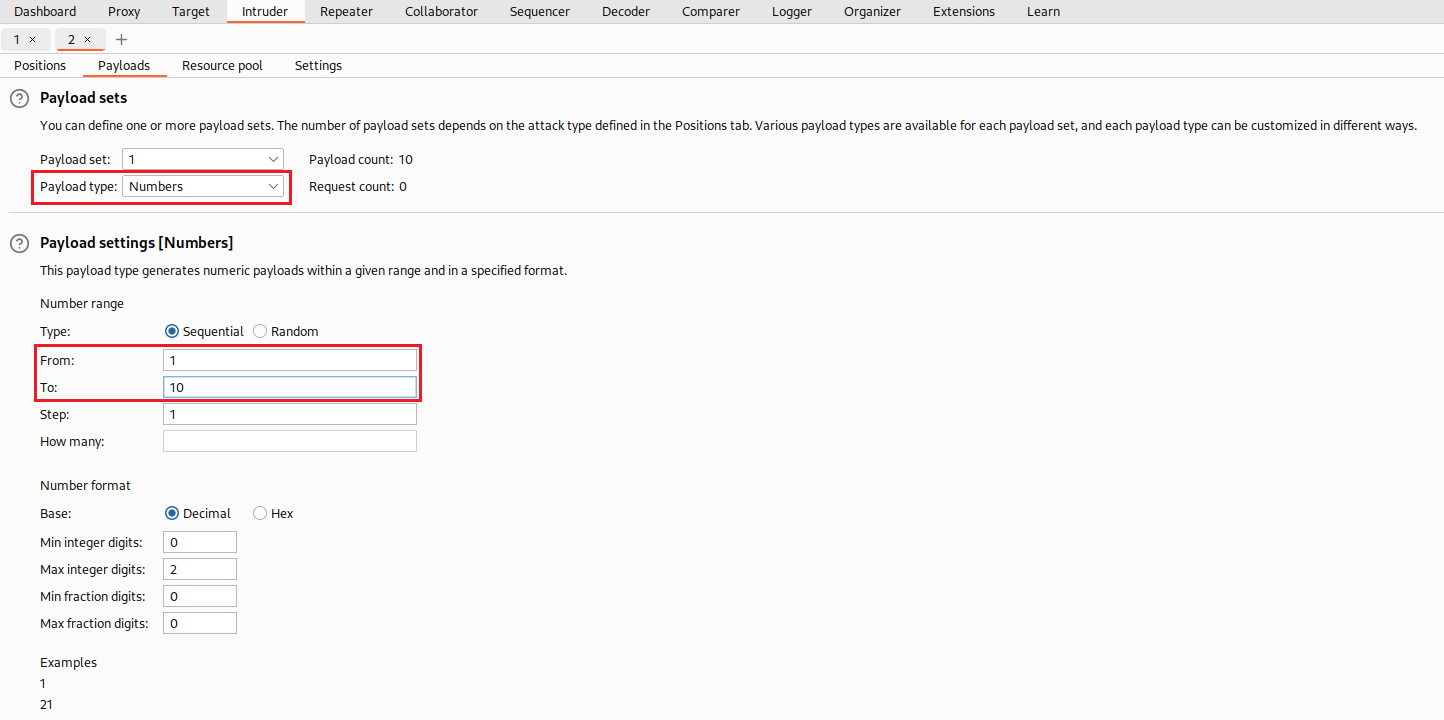 Dashboard Proxy Target Intruder Repeater Collaborator Sequencer Decoder Comparer Logger Organizer Extensions Learn
1 × 2 × +
Positions Payloads Resource pool Settings
? Payload sets
You can define one or more payload sets. The number of payload sets depends on the attack type defined in the Positions tab. Various payload types are available for each payload set, and each payload type can be customized in different ways.
Payload set: 1 Payload count: 10
Payload type: Numbers Request count: 0
? Payload settings [Numbers]
This payload type generates numeric payloads within a given range and in a specified format.
Number range
Type: Sequential Random
From: 1
To: 10
Step: 1
How many:
Number format
Base: Decimal Hex
Min integer digits: 0
Max integer digits: 2
Min fraction digits: 0
Max fraction digits: 0
Examples
1
21